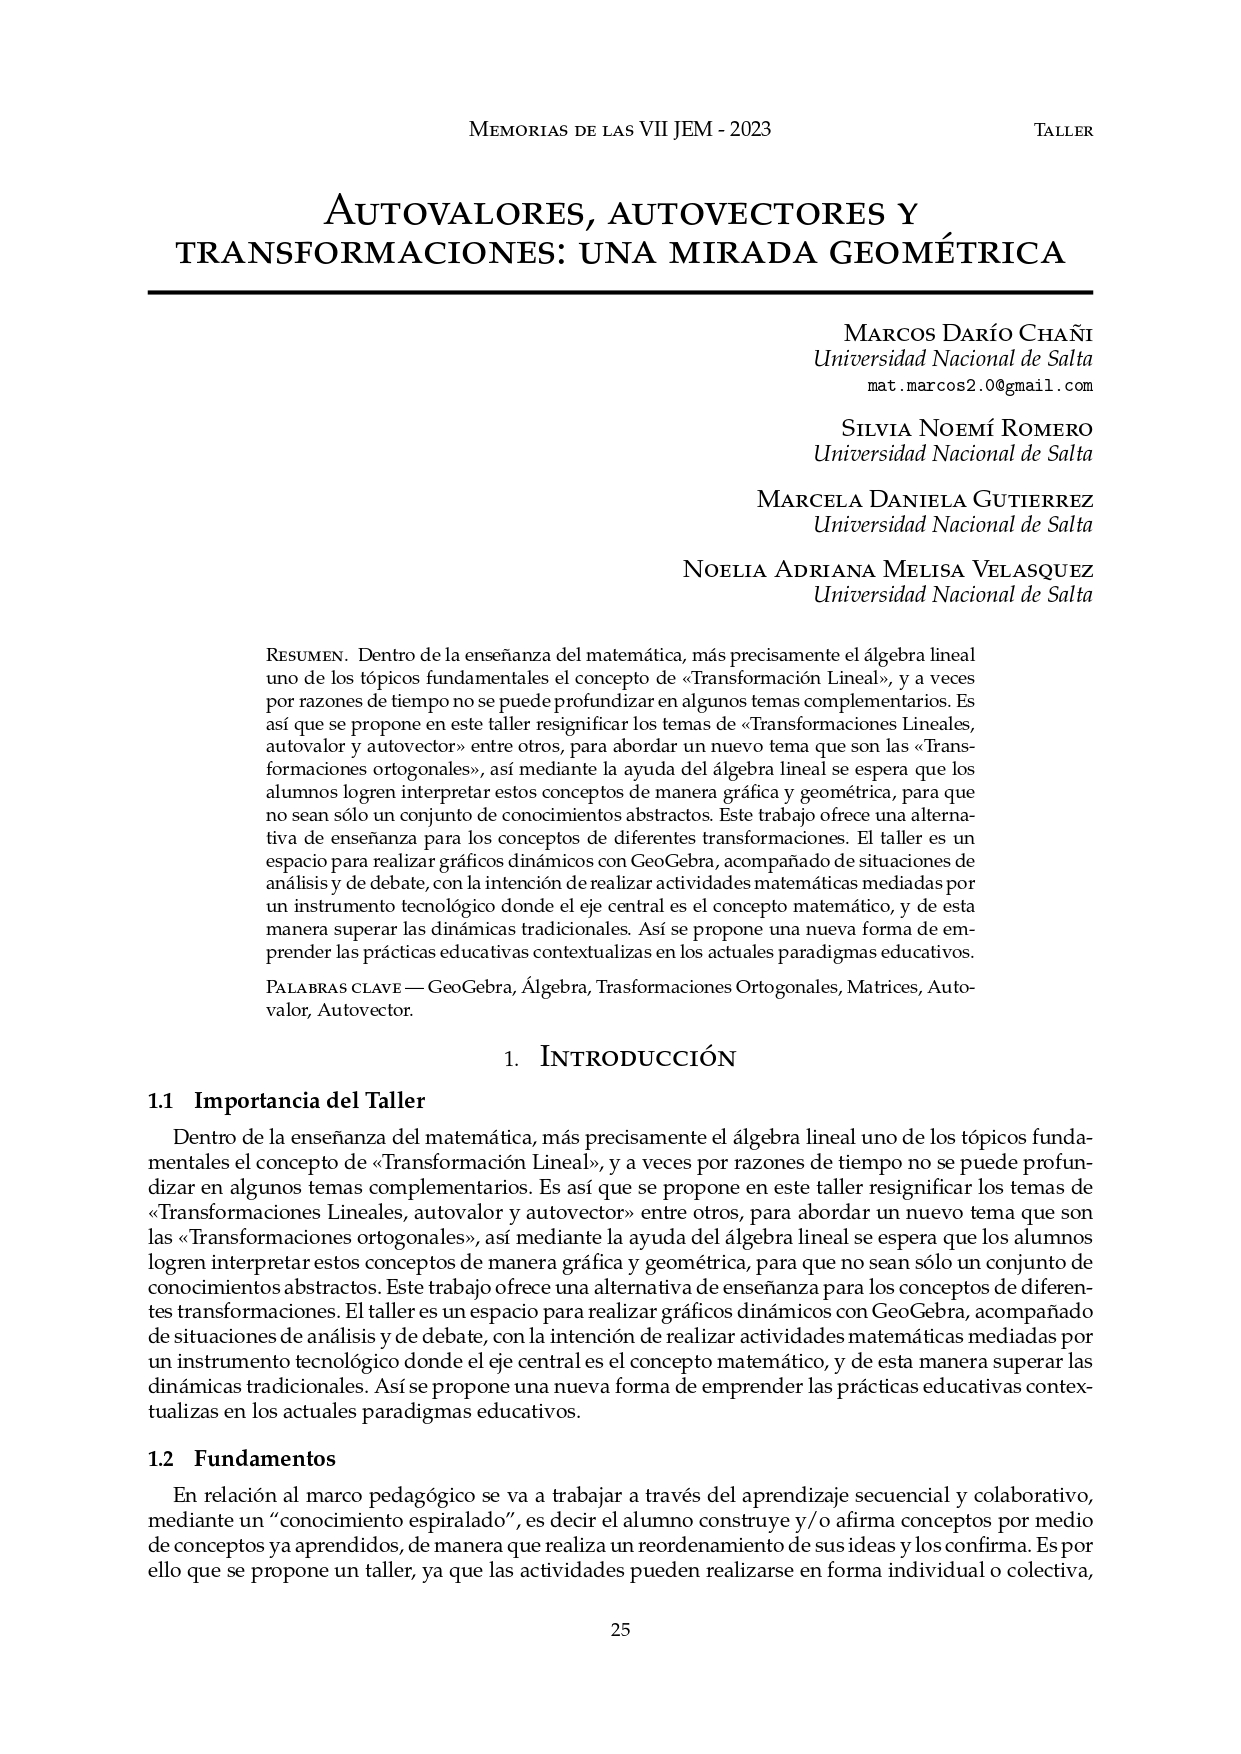 Memorias de las VII JEM - 2023 Taller
Autovalores, autovectores y
transformaciones: una mirada geométrica
Marcos Darío Chañi
Universidad Nacional de Salta
mat.marcos2.0@gmail.com
Silvia Noemí Romero
Universidad Nacional de Salta
Marcela Daniela Gutierrez
Universidad Nacional de Salta
Noelia Adriana Melisa Velasquez
Universidad Nacional de Salta
Resumen. Dentro de la enseñanza del matemática, más precisamente el álgebra lineal
uno de los tópicos fundamentales el concepto de «Transformación Lineal», y a veces
por razones de tiempo no se puede profundizar en algunos temas complementarios. Es
así que se propone en este taller resignificar los temas de «Transformaciones Lineales,
autovalor y autovector» entre otros, para abordar un nuevo tema que son las «Trans-
formaciones ortogonales», así mediante la ayuda del álgebra lineal se espera que los
alumnos logren interpretar estos conceptos de manera gráfica y geométrica, para que
no sean sólo un conjunto de conocimientos abstractos. Este trabajo ofrece una alterna-
tiva de enseñanza para los conceptos de diferentes transformaciones. El taller es un
espacio para realizar gráficos dinámicos con GeoGebra, acompañado de situaciones de
análisis y de debate, con la intención de realizar actividades matemáticas mediadas por
un instrumento tecnológico donde el eje central es el concepto matemático, y de esta
manera superar las dinámicas tradicionales. Así se propone una nueva forma de em-
prender las prácticas educativas contextualizas en los actuales paradigmas educativos.
Palabras clave — GeoGebra, Álgebra, Trasformaciones Ortogonales, Matrices, Auto-
valor, Autovector.
1. Introducción
1.1 Importancia del Taller
Dentro de la enseñanza del matemática, más precisamente el álgebra lineal uno de los tópicos funda-
mentales el concepto de «Transformación Lineal», y a veces por razones de tiempo no se puede profun-
dizar en algunos temas complementarios. Es así que se propone en este taller resignificar los temas de
«Transformaciones Lineales, autovalor y autovector» entre otros, para abordar un nuevo tema que son
las «Transformaciones ortogonales», así mediante la ayuda del álgebra lineal se espera que los alumnos
logren interpretar estos conceptos de manera gráfica y geométrica, para que no sean sólo un conjunto de
conocimientos abstractos. Este trabajo ofrece una alternativa de enseñanza para los conceptos de diferen-
tes transformaciones. El taller es un espacio para realizar gráficos dinámicos con GeoGebra, acompañado
de situaciones de análisis y de debate, con la intención de realizar actividades matemáticas mediadas por
un instrumento tecnológico donde el eje central es el concepto matemático, y de esta manera superar las
dinámicas tradicionales. Así se propone una nueva forma de emprender las prácticas educativas contex-
tualizas en los actuales paradigmas educativos.
1.2 Fundamentos
En relación al marco pedagógico se va a trabajar a través del aprendizaje secuencial y colaborativo,
mediante un “conocimiento espiralado”, es decir el alumno construye y/o afirma conceptos por medio
de conceptos ya aprendidos, de manera que realiza un reordenamiento de sus ideas y los confirma. Es por
ello que se propone un taller, ya que las actividades pueden realizarse en forma individual o colectiva,
25